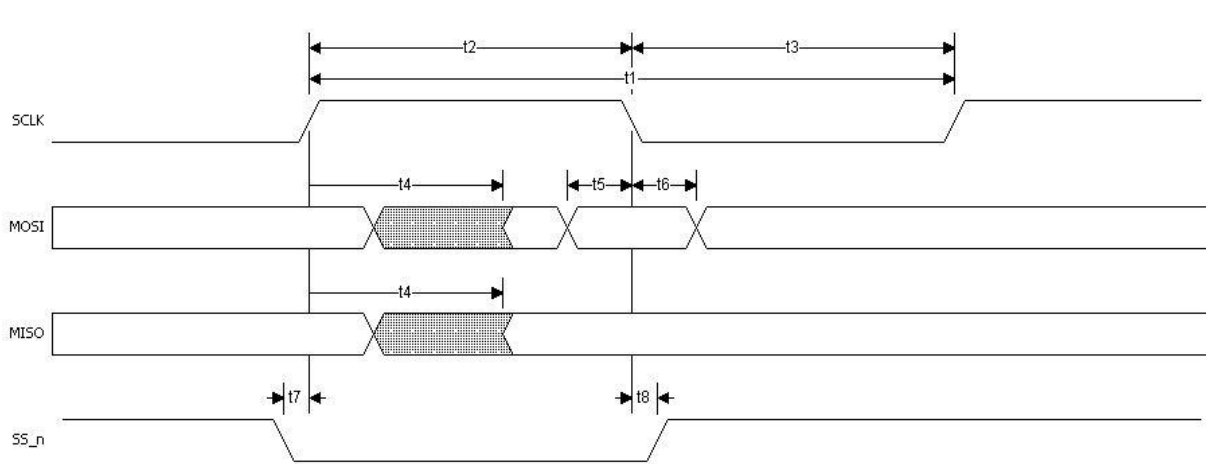 t2 t3
t1
SCLK
t4 t5 t6
MOSI
t4
MISO
t7 t8
SS_n